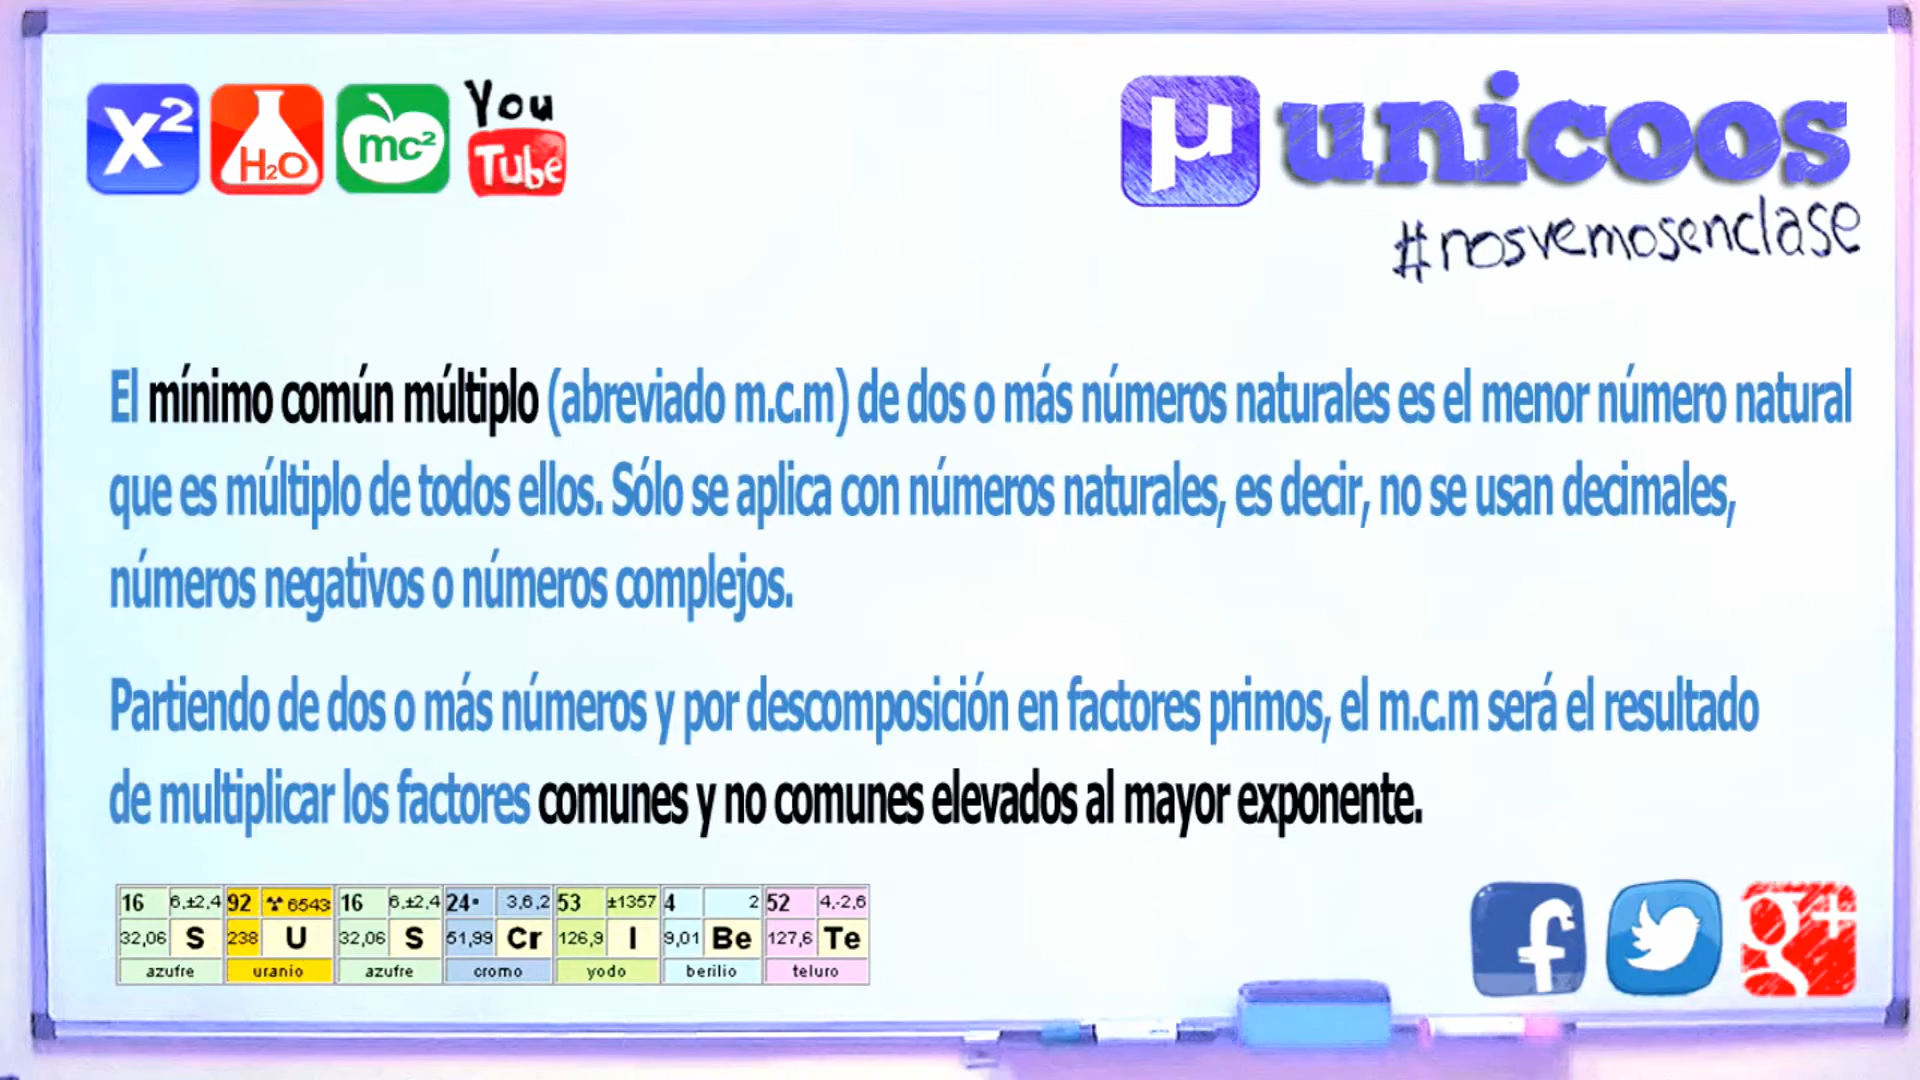 x²
H₂O
mc²
You
Tube
µ unicoos
#nosvemosenclase
El mínimo común múltiplo (abreviado m.c.m) de dos o más números naturales es el menor número natural
que es múltiplo de todos ellos. Sólo se aplica con números naturales, es decir, no se usan decimales,
números negativos o números complejos.
Partiendo de dos o más números y por descomposición en factores primos, el m.c.m será el resultado
de multiplicar los factores comunes y no comunes elevados al mayor exponente.
16 6,±2,4 92 6543 16 6,±2,4 24• 3,6,2 53 ±1357 4 2 52 4,-2,6
32,06 S 238 U 32,06 S 51,99 Cr 126,9 I 9,01 Be 127,6 Te
azufre uranio azufre cromo yodo berilio teluro
f
g+